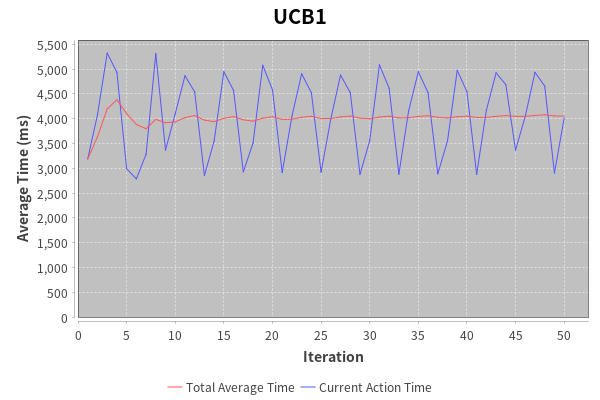 UCB1
Average Time (ms)
5,500
5,000
4,500
4,000
3,500
3,000
2,500
2,000
1,500
1,000
500
0
0 5 10 15 20 25 30 35 40 45 50
Iteration
Total Average Time Current Action Time